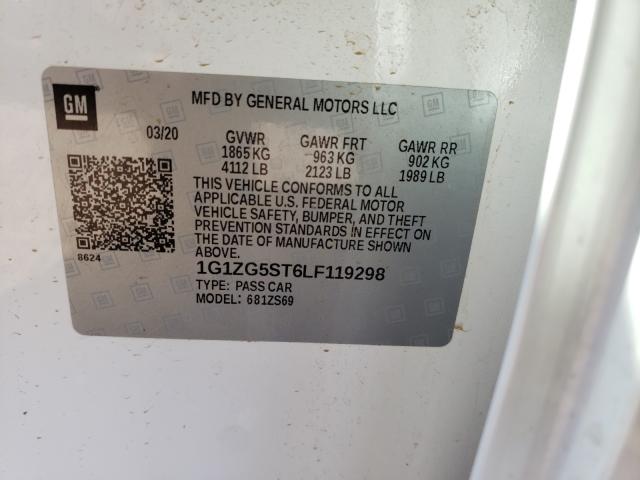 GM
MFD BY GENERAL MOTORS LLC
03/20 GVWR GAWR FRT GAWR RR
1865 KG 963 KG 902 KG
4112 LB 2123 LB 1989 LB
THIS VEHICLE CONFORMS TO ALL
APPLICABLE U.S. FEDERAL MOTOR
VEHICLE SAFETY, BUMPER, AND THEFT
PREVENTION STANDARDS IN EFFECT ON
THE DATE OF MANUFACTURE SHOWN
ABOVE.
8624
1G1ZG5ST6LF119298
TYPE: PASS CAR
MODEL: 681ZS69